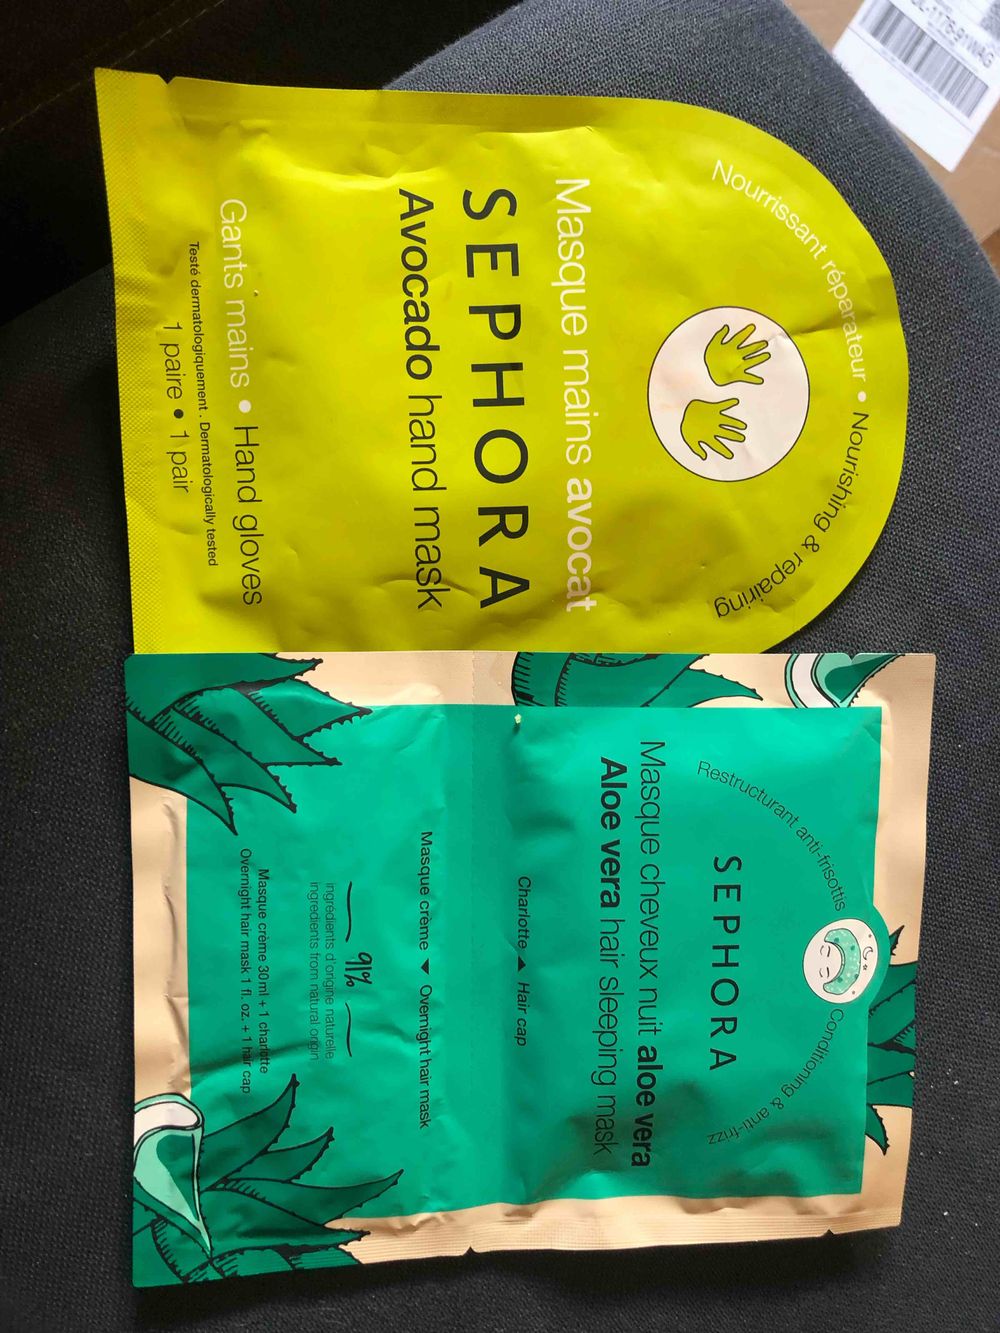 Nourrissant réparateur • Nourishing & repairing
Masque mains avocat
SEPHORA
Avocado hand mask
Gants mains • Hand gloves
Testé dermatologiquement . Dermatologically tested
1 paire • 1 pair
Restructurant anti-frisottis
Conditioning & anti-frizz
SEPHORA
Masque cheveux nuit aloe vera
Aloe vera hair sleeping mask
Charlotte ▲ Hair cap
Masque crème ▼ Overnight hair mask
91%
ingrédients d'origine naturelle
ingredients from natural origin
Masque crème 30ml + 1 charlotte
Overnight hair mask 1 fl. oz. + 1 hair cap